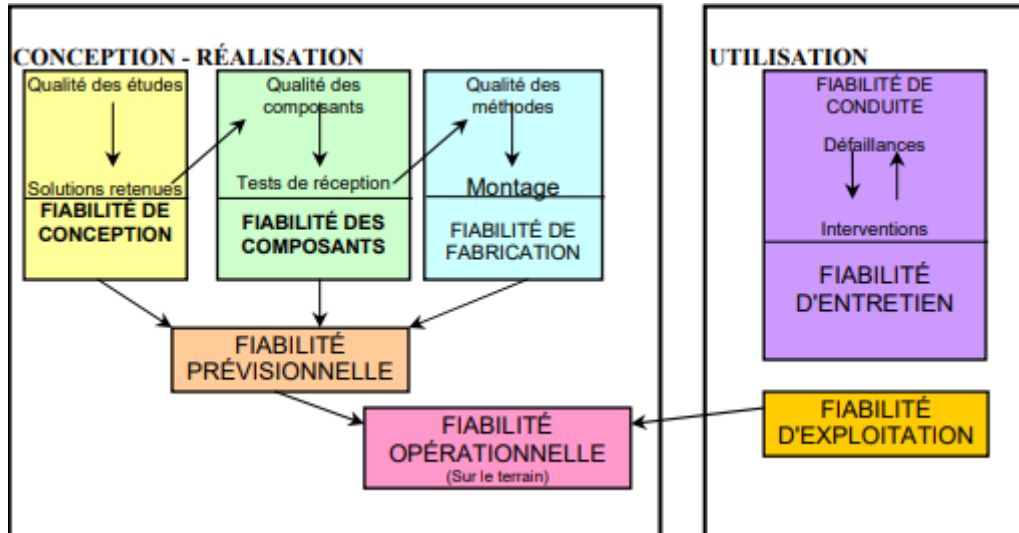 CONCEPTION - RÉALISATION
Qualité des études
Solutions retenues
FIABILITÉ DE
CONCEPTION
Qualité des
composants
Tests de réception
FIABILITÉ DES
COMPOSANTS
Qualité des
méthodes
Montage
FIABILITÉ DE
FABRICATION
FIABILITÉ
PRÉVISIONNELLE
FIABILITÉ
OPÉRATIONNELLE
(Sur le terrain)
UTILISATION
FIABILITÉ DE
CONDUITE
Défaillances
Interventions
FIABILITÉ
D'ENTRETIEN
FIABILITÉ
D'EXPLOITATION